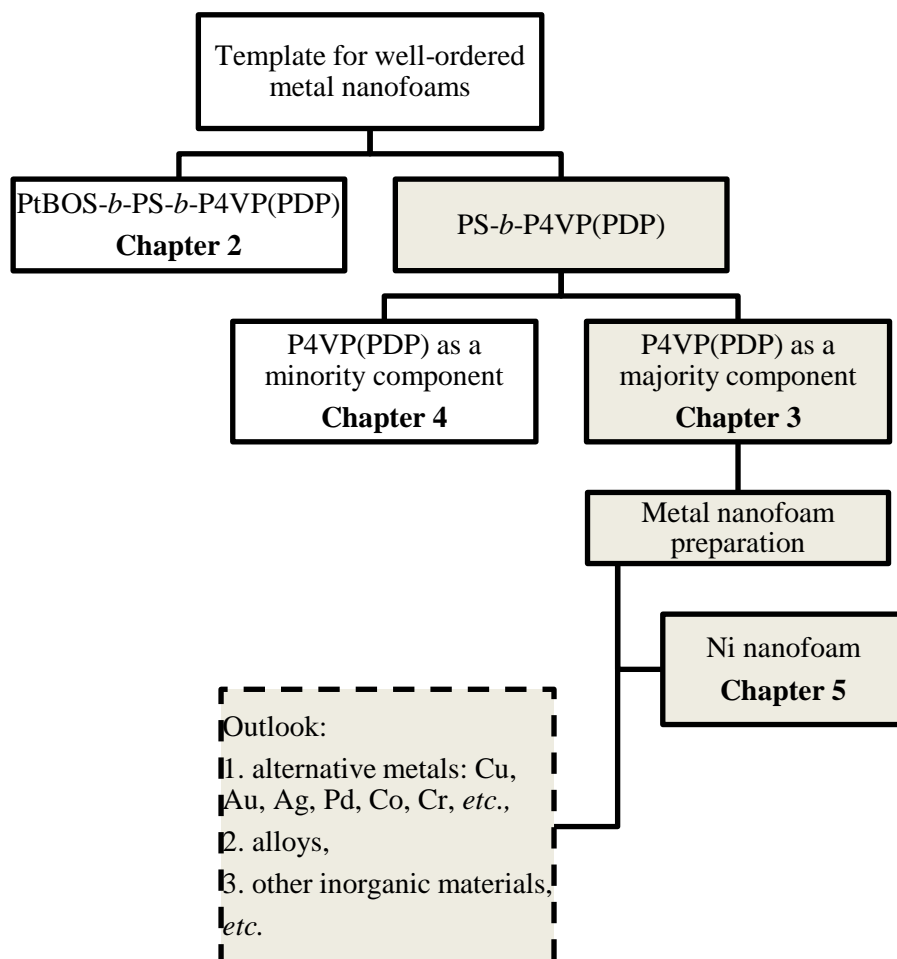 Template for well-ordered
metal nanofoams
PtBOS-b-PS-b-P4VP(PDP)
Chapter 2
PS-b-P4VP(PDP)
P4VP(PDP) as a
minority component
Chapter 4
P4VP(PDP) as a
majority component
Chapter 3
Metal nanofoam
preparation
Ni nanofoam
Chapter 5
Outlook:
1. alternative metals: Cu,
Au, Ag, Pd, Co, Cr, etc.,
2. alloys,
3. other inorganic materials,
etc.